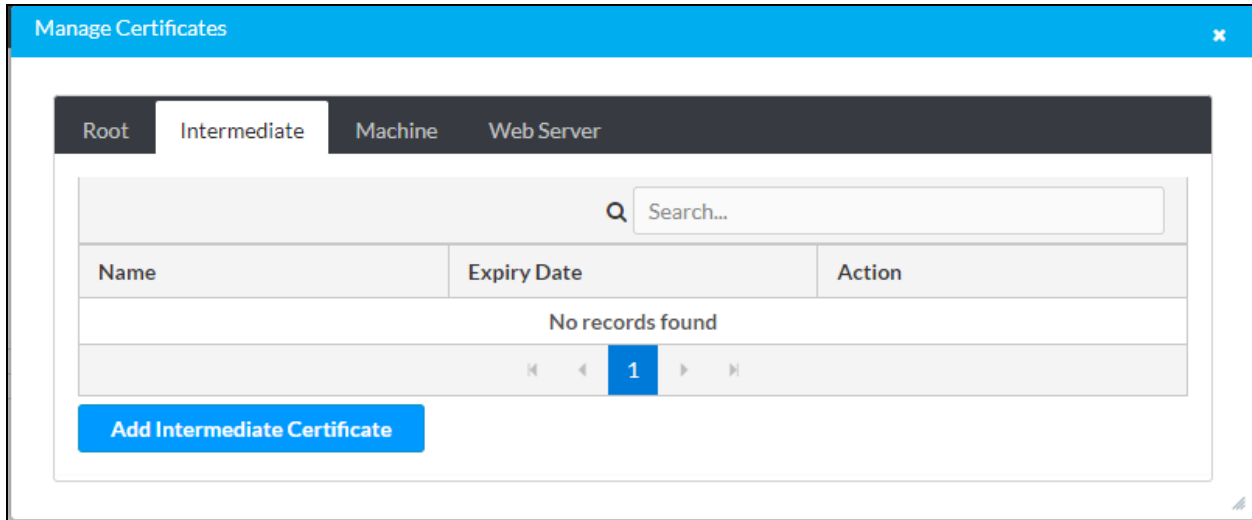 Manage Certificates
Root Intermediate Machine Web Server
Search...
Name Expiry Date Action
No records found
1
Add Intermediate Certificate